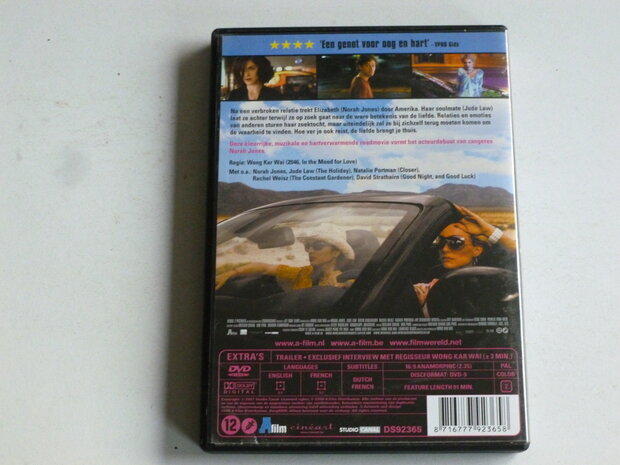 ★★★★ 'Een genot voor oog en hart' - VPRO Gids
Na een verbroken relatie trekt Elizabeth (Norah Jones) door Amerika. Haar soulmate (Jude Law)
laat ze achter terwijl ze op zoek gaat naar de ware betekenis van de liefde. Relaties en emoties
van anderen sturen haar zoektocht, maar uiteindelijk zal ze bij zichzelf terug moeten komen om
de waarheid te vinden. Hoe ver je ook reist, de liefde brengt je thuis.
Deze kleurrijke, muzikale en hartverwarmende roadmovie vormt het acteurdebuut van zangeres
Norah Jones.
Regie: Wong Kar Wai (2046, In the Mood for Love)
Met o.a.: Norah Jones, Jude Law (The Holiday), Natalie Portman (Closer),
Rachel Weisz (The Constant Gardener), David Strathairn (Good Night, and Good Luck)
www.a-film.nl www.a-film.be www.filmwereld.net
EXTRA'S TRAILER • EXCLUSIEF INTERVIEW MET REGISSEUR WONG KAR WAI (± 3 MIN.)
DVD VIDEO
DOLBY DIGITAL
LANGUAGES
ENGLISH FRENCH
SUBTITLES
DUTCH
FRENCH
16:9 ANAMORPHIC (2.35) PAL
DISCFORMAT: DVD-9 COLOR
FEATURE LENGTH 91 MIN. 2
12 Afilm cinéart STUDIO CANAL DS92365
8 716777 923658